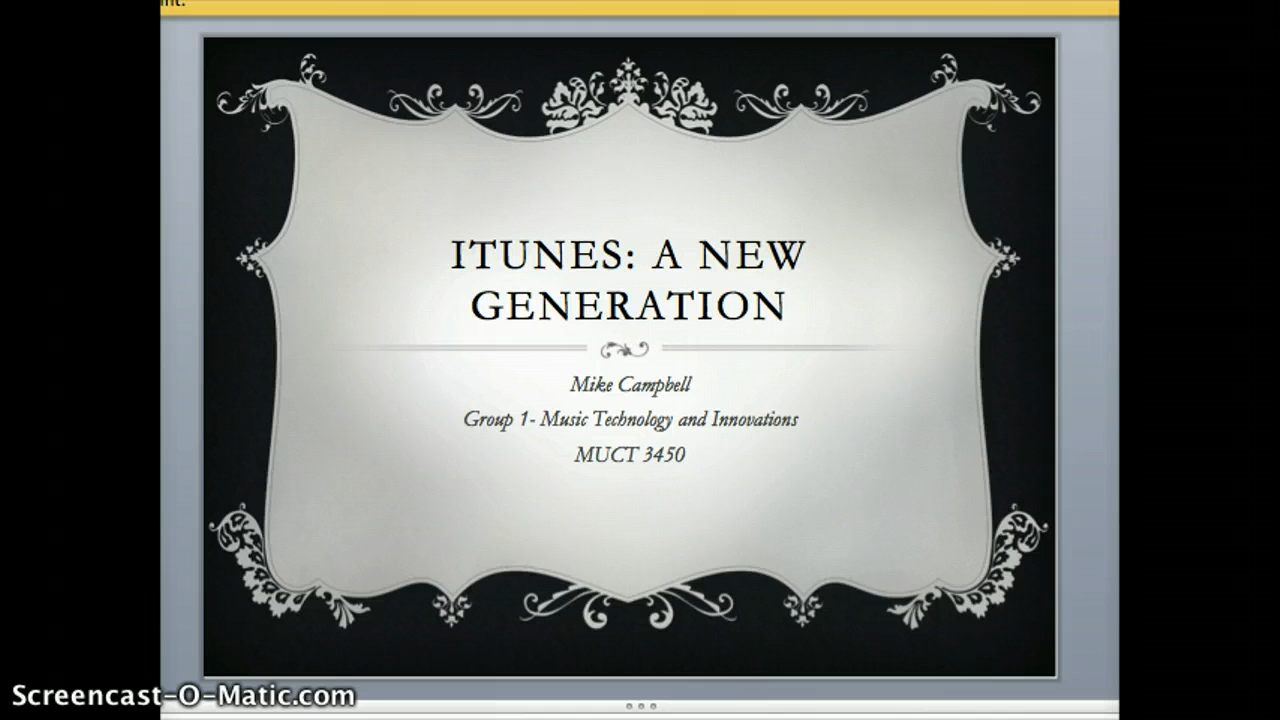 ITUNES: A NEW
GENERATION
Mike Campbell
Group 1- Music Technology and Innovations
MUCT 3450
Screencast-O-Matic.com